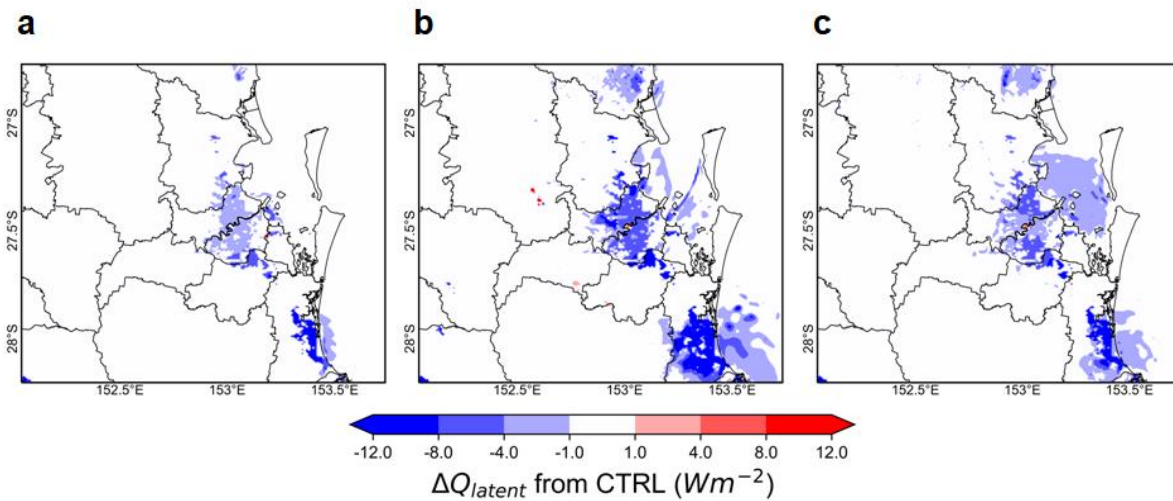 a b c
27°S 27°S 27°S
27.5°S 27.5°S 27.5°S
28°S 28°S 28°S
152.5°E 153°E 153.5°E 152.5°E 153°E 153.5°E 152.5°E 153°E 153.5°E
-12.0 -8.0 -4.0 -1.0 1.0 4.0 8.0 12.0
ΔQ_latent from CTRL (Wm⁻²)